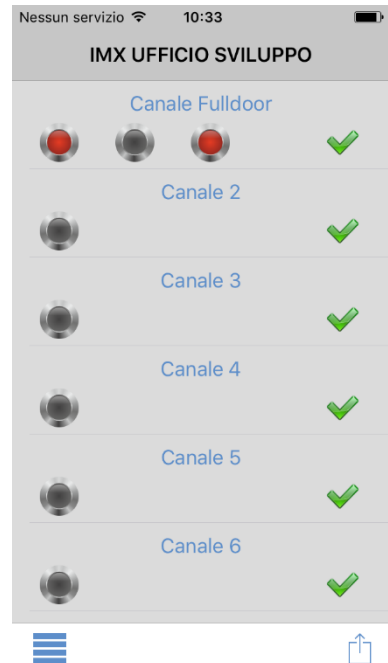 Nessun servizio 10:33
IMX UFFICIO SVILUPPO
Canale Fulldoor
Canale 2
Canale 3
Canale 4
Canale 5
Canale 6